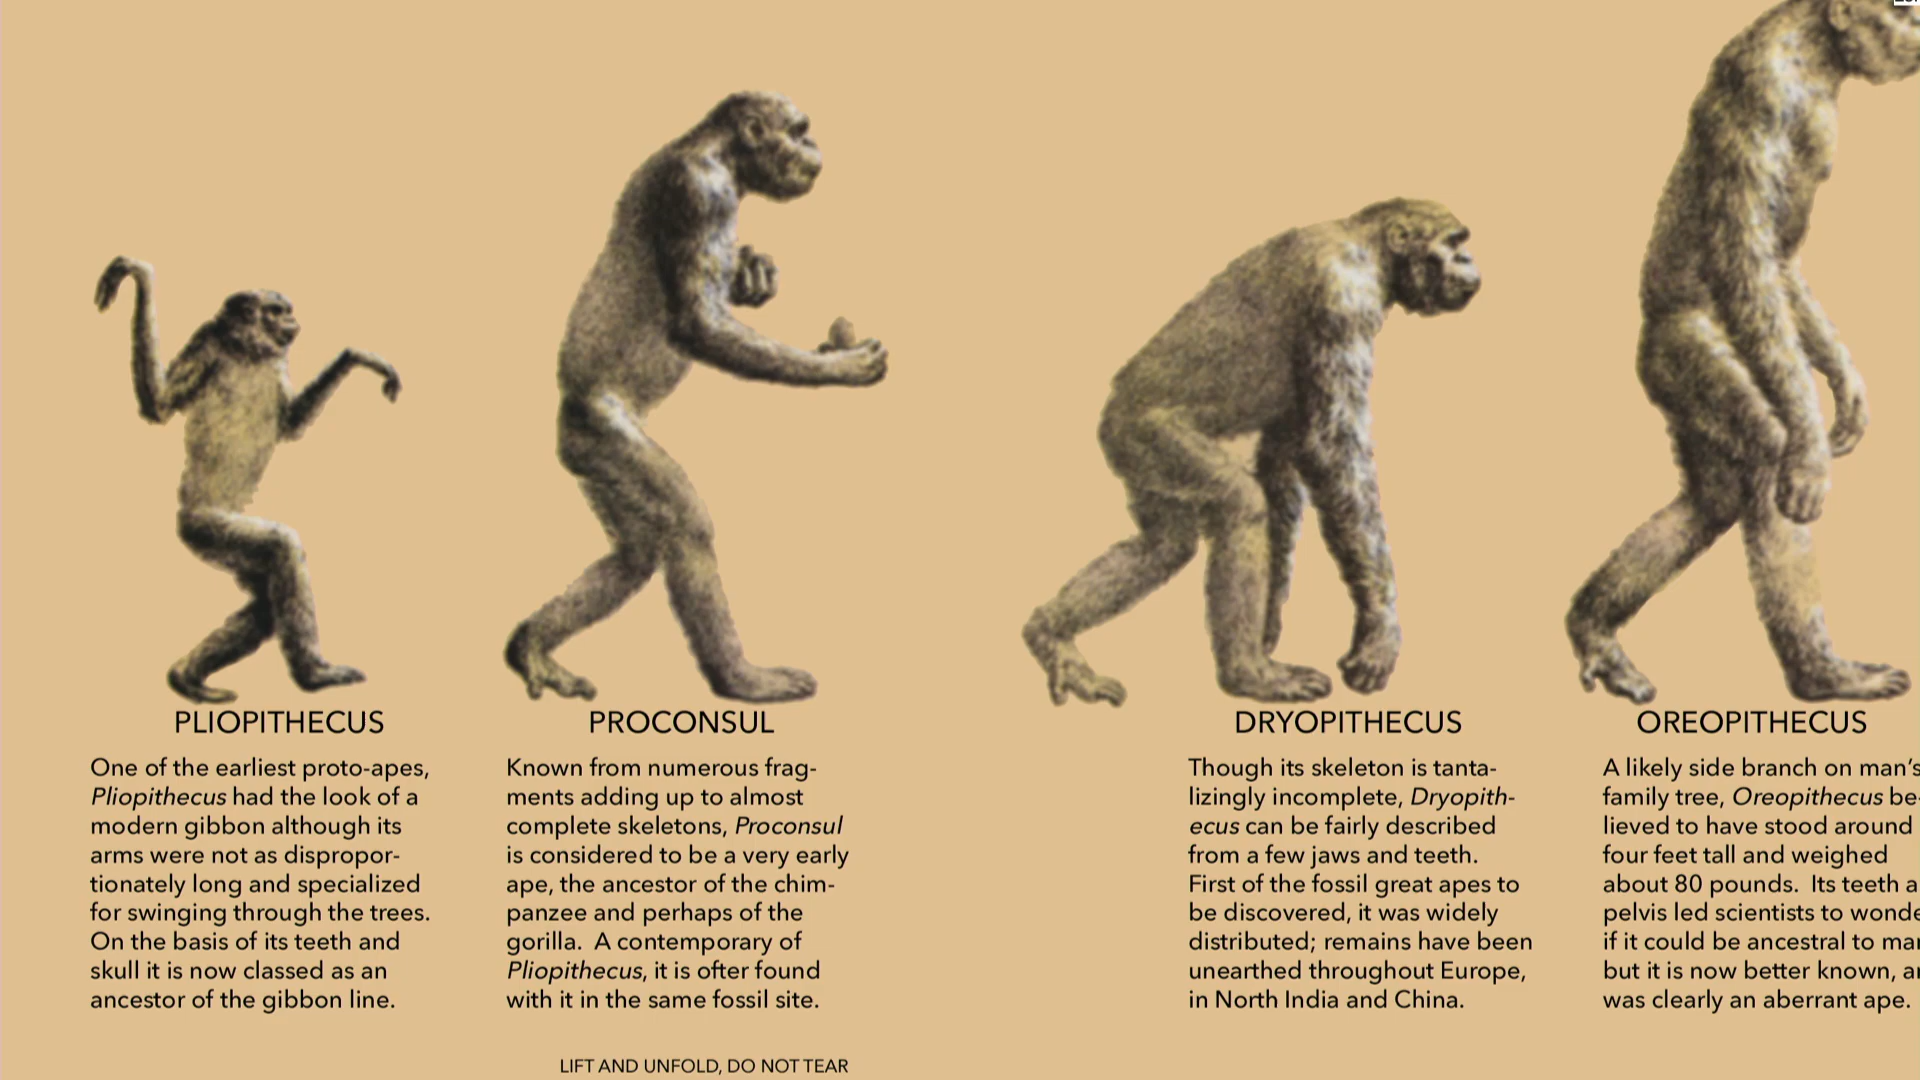 PLIOPITHECUS
One of the earliest proto-apes,
Pliopithecus had the look of a
modern gibbon although its
arms were not as dispropor-
tionately long and specialized
for swinging through the trees.
On the basis of its teeth and
skull it is now classed as an
ancestor of the gibbon line.
PROCONSUL
Known from numerous frag-
ments adding up to almost
complete skeletons, Proconsul
is considered to be a very early
ape, the ancestor of the chim-
panzee and perhaps of the
gorilla. A contemporary of
Pliopithecus, it is ofter found
with it in the same fossil site.
DRYOPITHECUS
Though its skeleton is tanta-
lizingly incomplete, Dryopith-
ecus can be fairly described
from a few jaws and teeth.
First of the fossil great apes to
be discovered, it was widely
distributed; remains have been
unearthed throughout Europe,
in North India and China.
OREOPITHECUS
A likely side branch on man's
family tree, Oreopithecus be-
lieved to have stood around
four feet tall and weighed
about 80 pounds. Its teeth
pelvis led scientists to
if it could be ancestral to
but it is now better known,
was clearly an aberrant ape.
LIFT AND UNFOLD, DO NOT TEAR